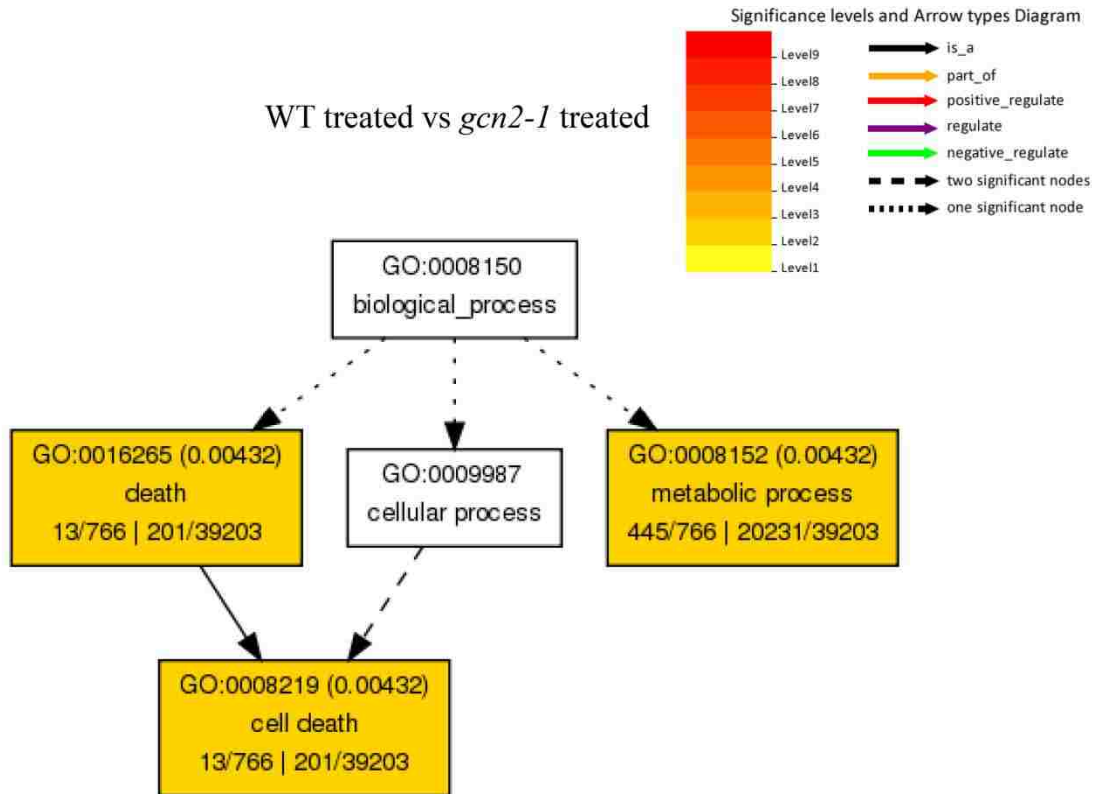 Significance levels and Arrow types Diagram
Level9
Level8
Level7
Level6
Level5
Level4
Level3
Level2
Level1
is_a
part_of
positive_regulate
regulate
negative_regulate
two significant nodes
one significant node
WT treated vs gcn2-1 treated
GO:0008150
biological_process
GO:0016265 (0.00432)
death
13/766 | 201/39203
GO:0009987
cellular process
GO:0008152 (0.00432)
metabolic process
445/766 | 20231/39203
GO:0008219 (0.00432)
cell death
13/766 | 201/39203